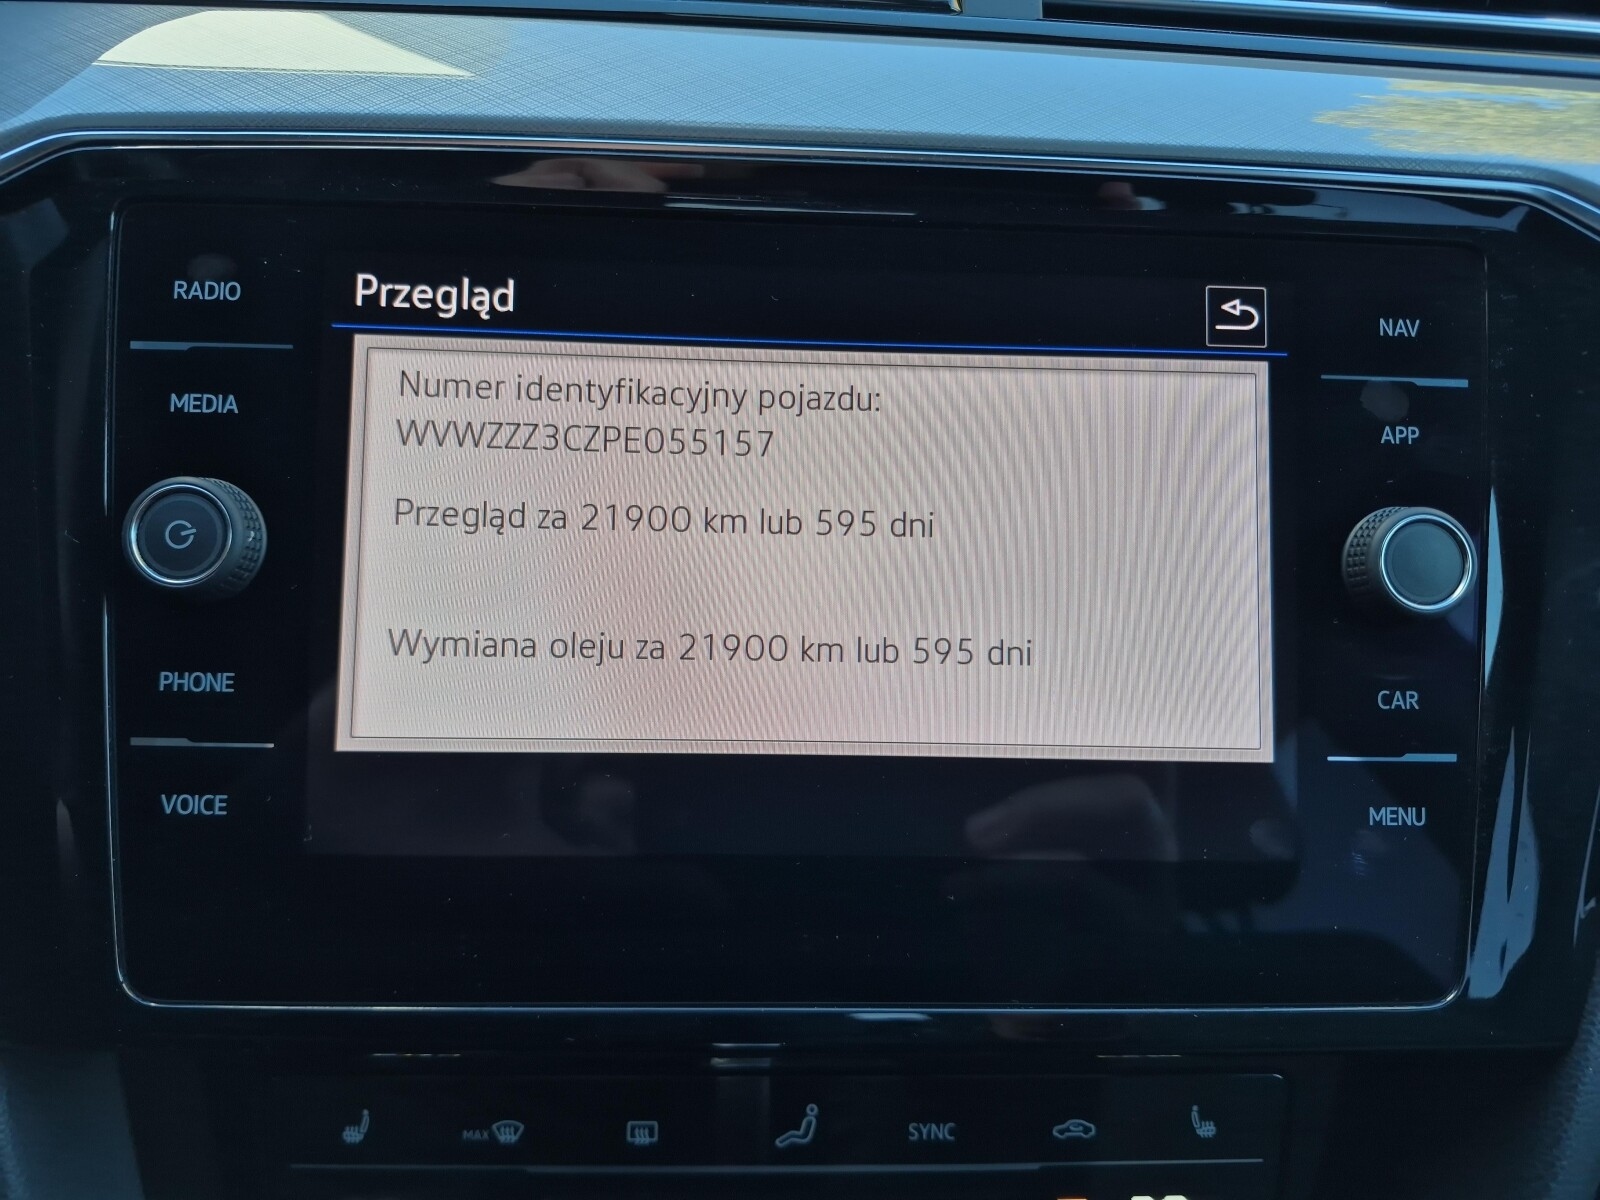 RADIO
MEDIA
PHONE
VOICE
Przegląd
Numer identyfikacyjny pojazdu:
WVWZZZ3CZPE055157
Przegląd za 21900 km lub 595 dni
Wymiana oleju za 21900 km lub 595 dni
NAV
APP
CAR
MENU
MAX
SYNC